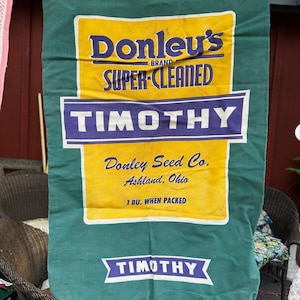 Donley's
BRAND
SUPER-CLEANED
TIMOTHY
Donley Seed Co.
Ashland, Ohio
1 BU. WHEN PACKED
TIMOTHY